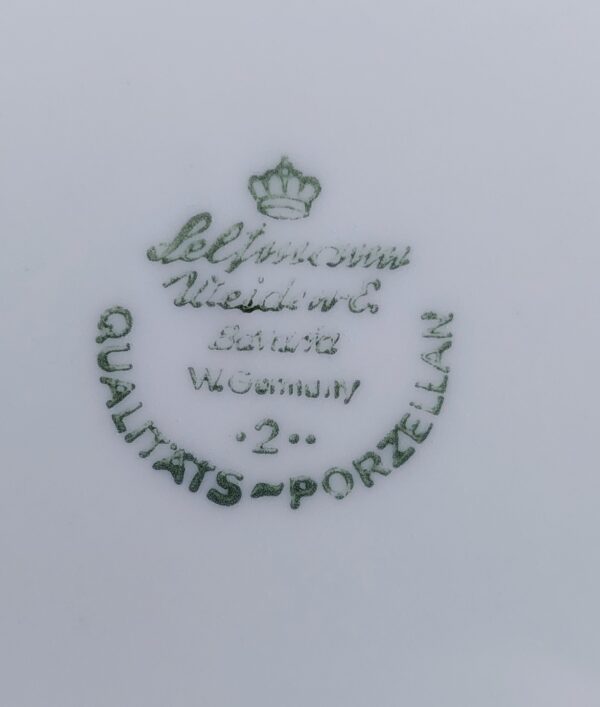 Seltmann
Weiden-E.
Bavaria
W. Germany
·2··
QUALITÄTS~PORZELLAN